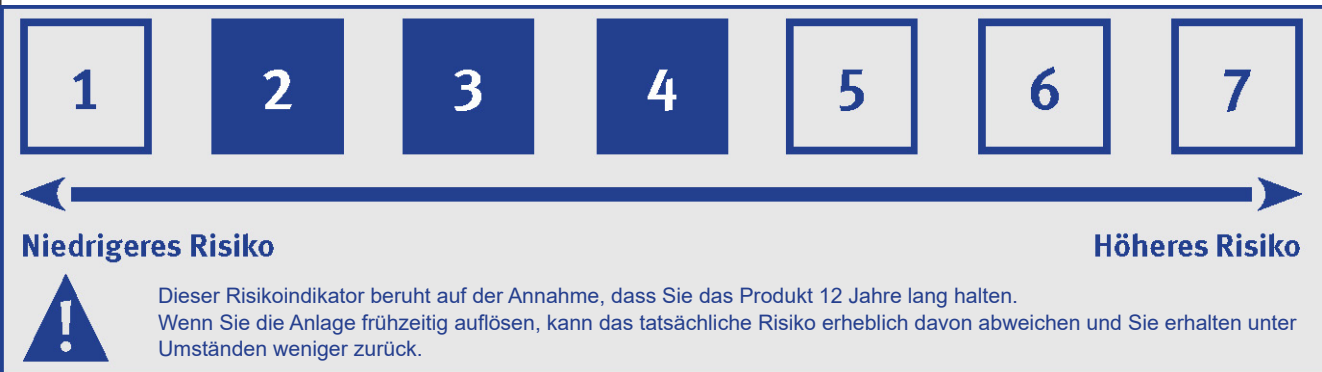 1 2 3 4 5 6 7
Niedrigeres Risiko Höheres Risiko
!
Dieser Risikoindikator beruht auf der Annahme, dass Sie das Produkt 12 Jahre lang halten.
Wenn Sie die Anlage frühzeitig auflösen, kann das tatsächliche Risiko erheblich davon abweichen und Sie erhalten unter
Umständen weniger zurück.